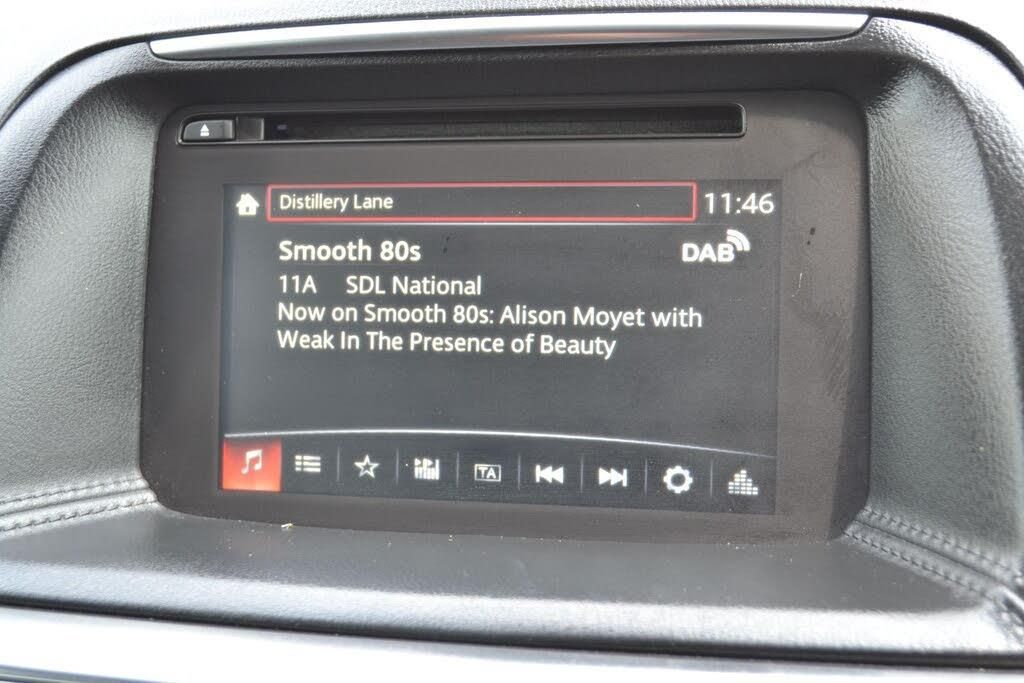 Distillery Lane 11:46
Smooth 80s DAB
11A SDL National
Now on Smooth 80s: Alison Moyet with
Weak In The Presence of Beauty
TA